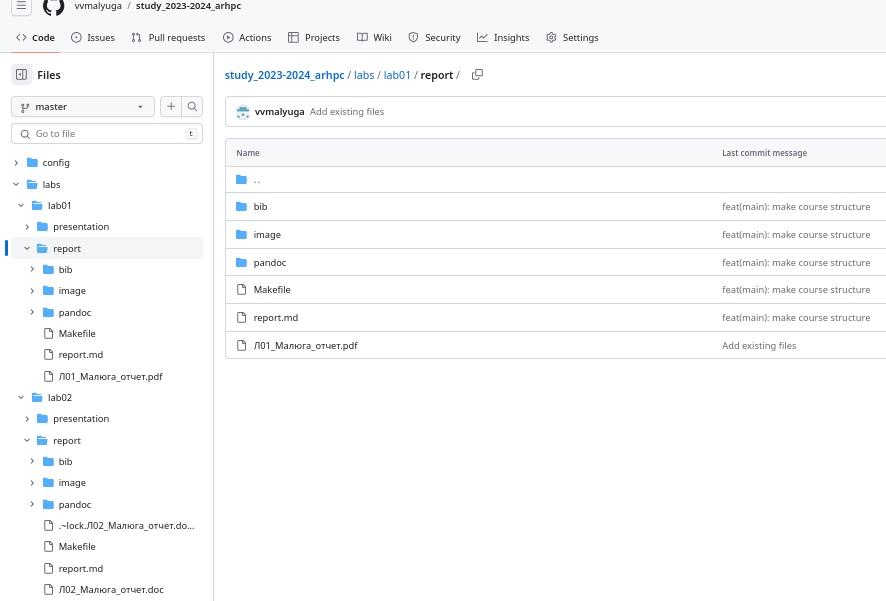 vvmalyuga / study_2023-2024_arhpc
Code Issues Pull requests Actions Projects Wiki Security Insights Settings
Files
master
Go to file t
config
labs
lab01
presentation
report
bib
image
pandoc
Makefile
report.md
Л01_Малюга_отчет.pdf
lab02
presentation
report
bib
image
pandoc
.~lock.Л02_Малюга_отчет.do...
Makefile
report.md
Л02_Малюга_отчет.doc
study_2023-2024_arhpc / labs / lab01 / report /
vvmalyuga Add existing files
Name Last commit message
..
bib feat(main): make course structure
image feat(main): make course structure
pandoc feat(main): make course structure
Makefile feat(main): make course structure
report.md feat(main): make course structure
Л01_Малюга_отчет.pdf Add existing files